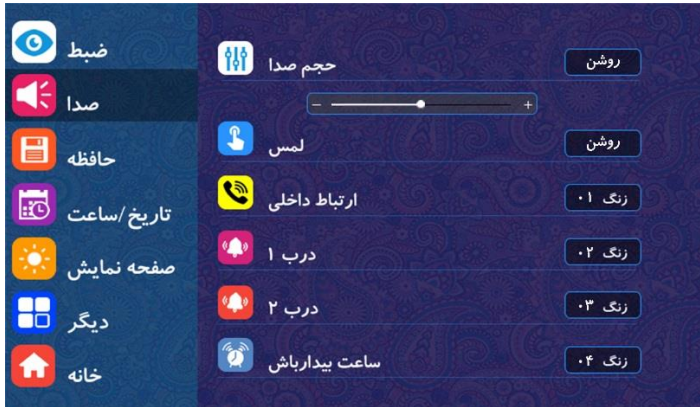 ضبط
صدا
حافظه
تاریخ/ساعت
صفحه نمایش
دیگر
خانه
حجم صدا روشن
− +
لمس روشن
ارتباط داخلی زنگ ۰۱
درب ۱ زنگ ۰۲
درب ۲ زنگ ۰۳
ساعت بیدارباش زنگ ۰۴